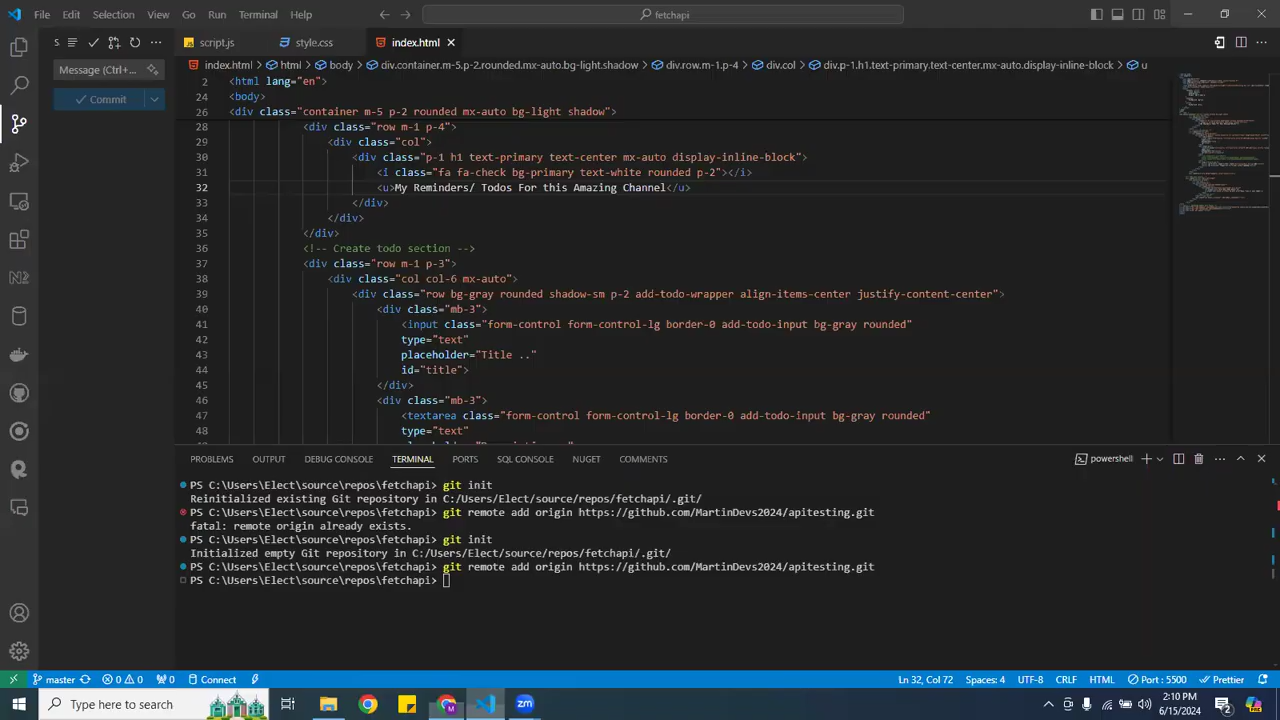 File Edit Selection View Go Run Terminal Help
fetchapi
S
script.js style.css index.html
index.html > html > body > div.container.m-5.p-2.rounded.mx-auto.bg-light.shadow > div.row.m-1.p-4 > div.col > div.p-1.h1.text-primary.text-center.mx-auto.display-inline-block > u
Message (Ctrl+...
Commit
2 <html lang="en">
24 <body>
26 <div class="container m-5 p-2 rounded mx-auto bg-light shadow">
28 <div class="row m-1 p-4">
29 <div class="col">
30 <div class="p-1 h1 text-primary text-center mx-auto display-inline-block">
31 <i class="fa fa-check bg-primary text-white rounded p-2"></i>
32 <u>My Reminders/ Todos For this Amazing Channel</u>
33 </div>
34 </div>
35 </div>
36 <!-- Create todo section -->
37 <div class="row m-1 p-3">
38 <div class="col col-6 mx-auto">
39 <div class="row bg-gray rounded shadow-sm p-2 add-todo-wrapper align-items-center justify-content-center">
40 <div class="mb-3">
41 <input class="form-control form-control-lg border-0 add-todo-input bg-gray rounded"
42 type="text"
43 placeholder="Title .."
44 id="title">
45 </div>
46 <div class="mb-3">
47 <textarea class="form-control form-control-lg border-0 add-todo-input bg-gray rounded"
48 type="text"
PROBLEMS OUTPUT DEBUG CONSOLE TERMINAL PORTS SQL CONSOLE NUGET COMMENTS
powershell
PS C:\Users\Elect\source\repos\fetchapi> git init
Reinitialized existing Git repository in C:/Users/Elect/source/repos/fetchapi/.git/
PS C:\Users\Elect\source\repos\fetchapi> git remote add origin https://github.com/MartinDevs2024/apitesting.git
fatal: remote origin already exists.
PS C:\Users\Elect\source\repos\fetchapi> git init
Initialized empty Git repository in C:/Users/Elect/source/repos/fetchapi/.git/
PS C:\Users\Elect\source\repos\fetchapi> git remote add origin https://github.com/MartinDevs2024/apitesting.git
PS C:\Users\Elect\source\repos\fetchapi>
master 0 0 0 Connect Ln 32, Col 72 Spaces: 4 UTF-8 CRLF HTML Port : 5500 Prettier
Type here to search
zm
2:10 PM
6/15/2024
2